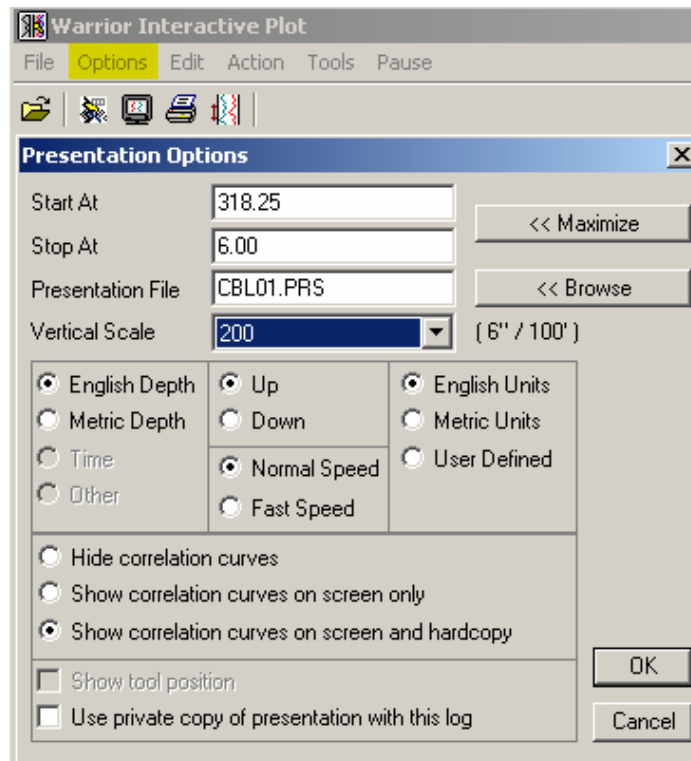 Warrior Interactive Plot
File Options Edit Action Tools Pause
Presentation Options
Start At 318.25 << Maximize
Stop At 6.00
Presentation File CBL01.PRS << Browse
Vertical Scale 200 ( 6" / 100' )
English Depth Up English Units
Metric Depth Down Metric Units
Time Normal Speed User Defined
Other Fast Speed
Hide correlation curves
Show correlation curves on screen only
Show correlation curves on screen and hardcopy
Show tool position OK
Use private copy of presentation with this log Cancel